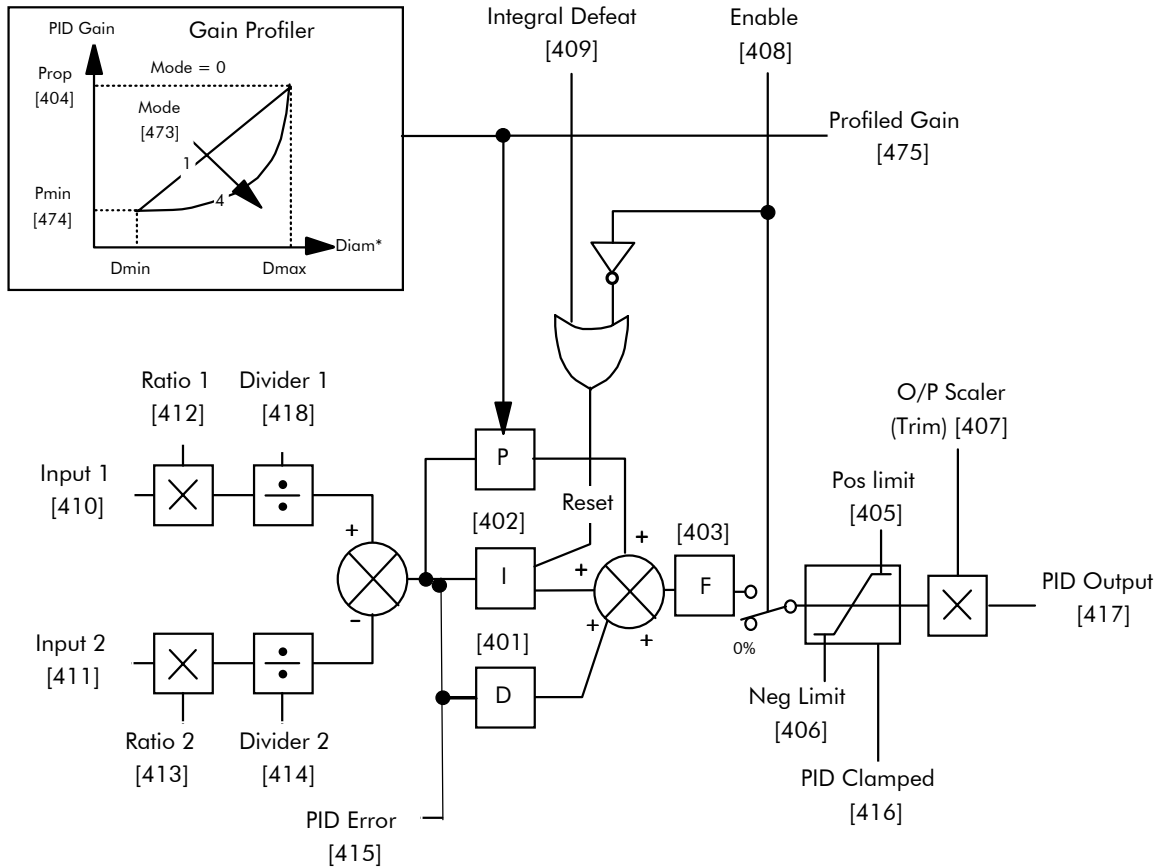 Gain Profiler
PID Gain
Prop
[404]
Mode = 0
Mode
[473]
1
4
Pmin
[474]
Dmin
Dmax
Diam*
Integral Defeat
[409]
Enable
[408]
Profiled Gain
[475]
Ratio 1
[412]
Divider 1
[418]
Input 1
[410]
Input 2
[411]
Ratio 2
[413]
Divider 2
[414]
+
-
P
Reset
[402]
I
[401]
D
PID Error
[415]
+
+
+
+
[403]
F
0%
O/P Scaler
(Trim) [407]
Pos limit
[405]
Neg Limit
[406]
PID Clamped
[416]
PID Output
[417]